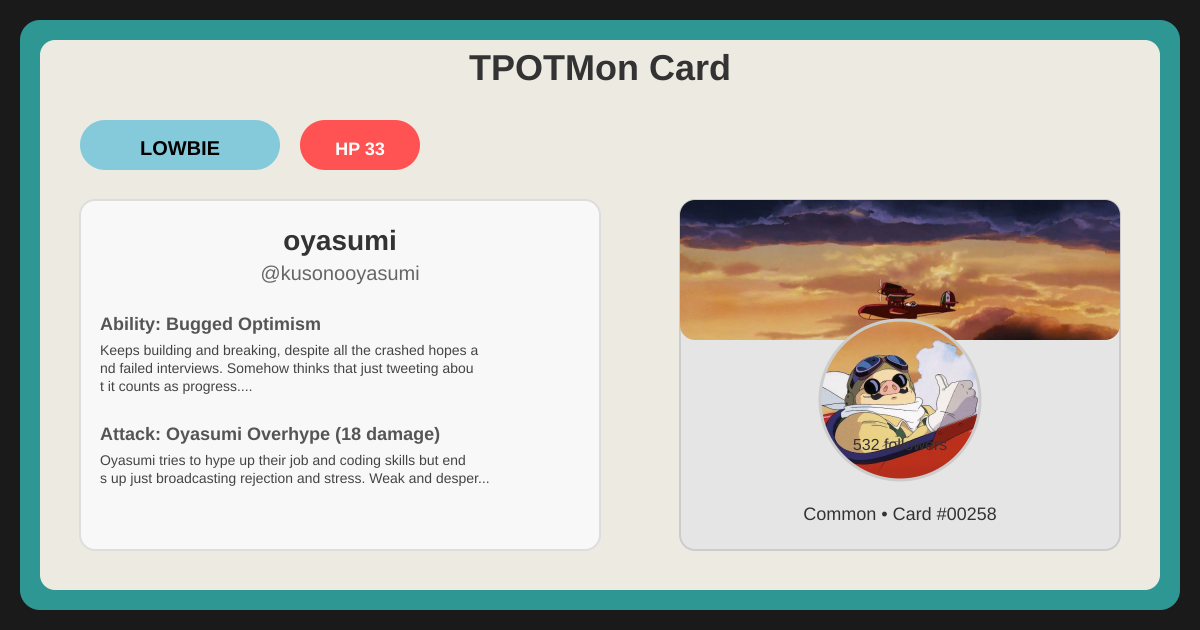 TPOTMon Card
LOWBIE
HP 33
oyasumi
@kusonooyasumi
Ability: Bugged Optimism
Keeps building and breaking, despite all the crashed hopes a
nd failed interviews. Somehow thinks that just tweeting abou
t it counts as progress....
Attack: Oyasumi Overhype (18 damage)
Oyasumi tries to hype up their job and coding skills but end
s up just broadcasting rejection and stress. Weak and desper...
532 followers
Common • Card #00258